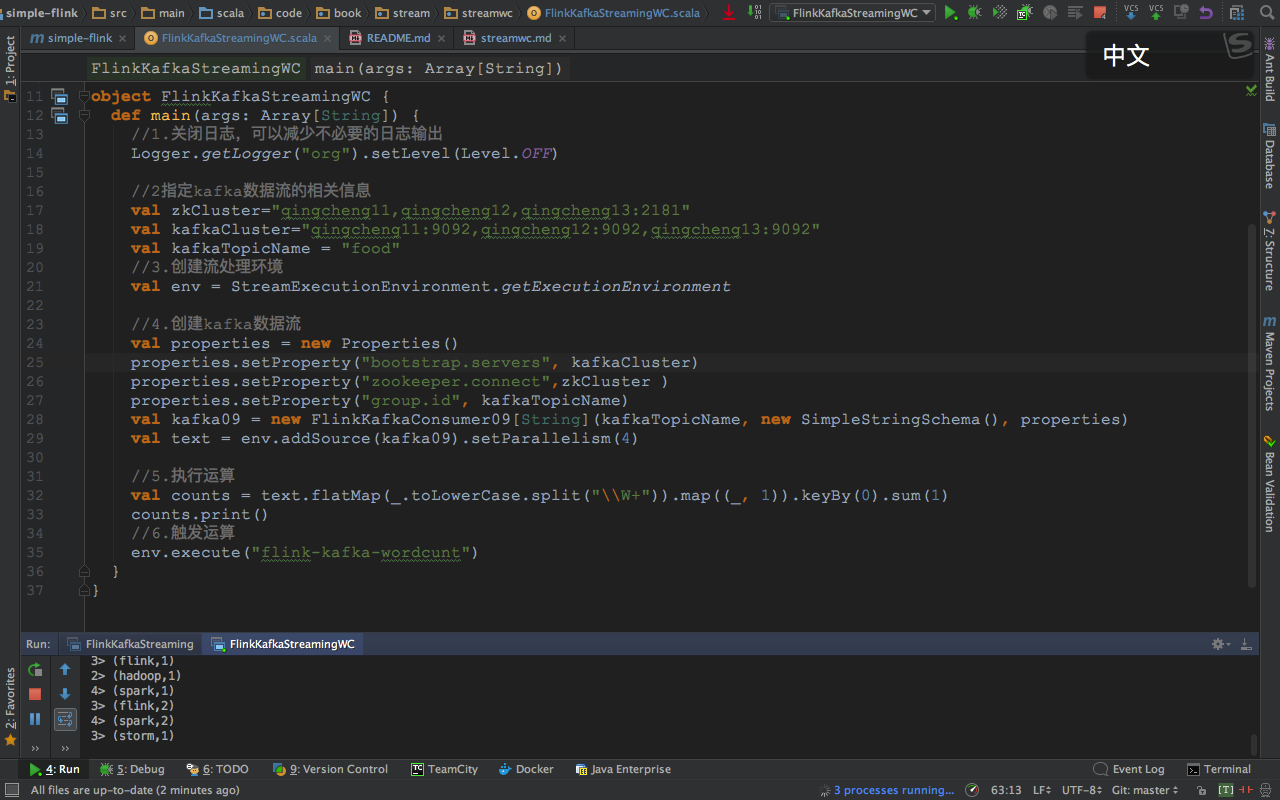 simple-flink src main scala code book stream streamwc FlinkKafkaStreamingWC.scala FlinkKafkaStreamingWC VCS VCS
simple-flink FlinkKafkaStreamingWC.scala README.md streamwc.md
中文
FlinkKafkaStreamingWC main(args: Array[String])
1: Project
11 object FlinkKafkaStreamingWC {
12 def main(args: Array[String]) {
13 //1.关闭日志，可以减少不必要的日志输出
14 Logger.getLogger("org").setLevel(Level.OFF)
15
16 //2指定kafka数据流的相关信息
17 val zkCluster="qingcheng11,qingcheng12,qingcheng13:2181"
18 val kafkaCluster="qingcheng11:9092,qingcheng12:9092,qingcheng13:9092"
19 val kafkaTopicName = "food"
20 //3.创建流处理环境
21 val env = StreamExecutionEnvironment.getExecutionEnvironment
22
23 //4.创建kafka数据流
24 val properties = new Properties()
25 properties.setProperty("bootstrap.servers", kafkaCluster)
26 properties.setProperty("zookeeper.connect",zkCluster )
27 properties.setProperty("group.id", kafkaTopicName)
28 val kafka09 = new FlinkKafkaConsumer09[String](kafkaTopicName, new SimpleStringSchema(), properties)
29 val text = env.addSource(kafka09).setParallelism(4)
30
31 //5.执行运算
32 val counts = text.flatMap(_.toLowerCase.split("\\W+")).map((_, 1)).keyBy(0).sum(1)
33 counts.print()
34 //6.触发运算
35 env.execute("flink-kafka-wordcunt")
36 }
37 }
Ant Build
Database
Z: Structure
Maven Projects
Bean Validation
Run: FlinkKafkaStreaming FlinkKafkaStreamingWC
3> (flink,1)
2> (hadoop,1)
4> (spark,1)
3> (flink,2)
4> (spark,2)
3> (storm,1)
2: Favorites
4: Run 5: Debug 6: TODO 9: Version Control TeamCity Docker Java Enterprise Event Log Terminal
All files are up-to-date (2 minutes ago) 3 processes running... 63:13 LF UTF-8 Git: master [T]